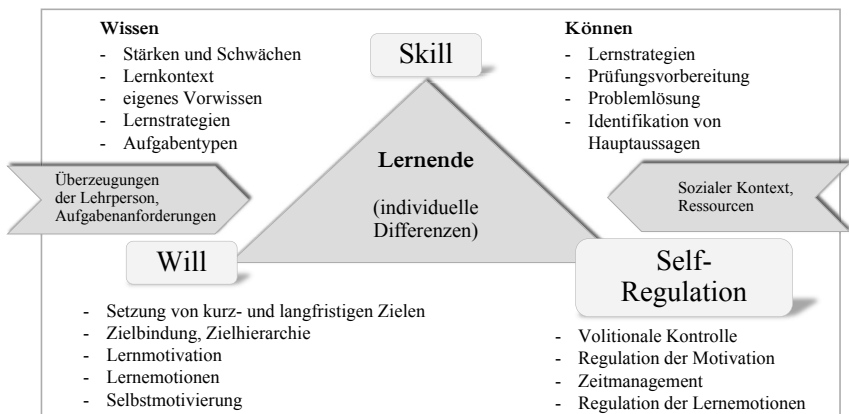 Wissen
- Stärken und Schwächen
- Lernkontext
- eigenes Vorwissen
- Lernstrategien
- Aufgabentypen
Skill
Können
- Lernstrategien
- Prüfungsvorbereitung
- Problemlösung
- Identifikation von
Hauptaussagen
Überzeugungen
der Lehrperson,
Aufgabenanforderungen
Lernende
(individuelle
Differenzen)
Sozialer Kontext,
Ressourcen
Will
- Setzung von kurz- und langfristigen Zielen
- Zielbindung, Zielhierarchie
- Lernmotivation
- Lernemotionen
- Selbstmotivierung
Self-
Regulation
- Volitionale Kontrolle
- Regulation der Motivation
- Zeitmanagement
- Regulation der Lernemotionen